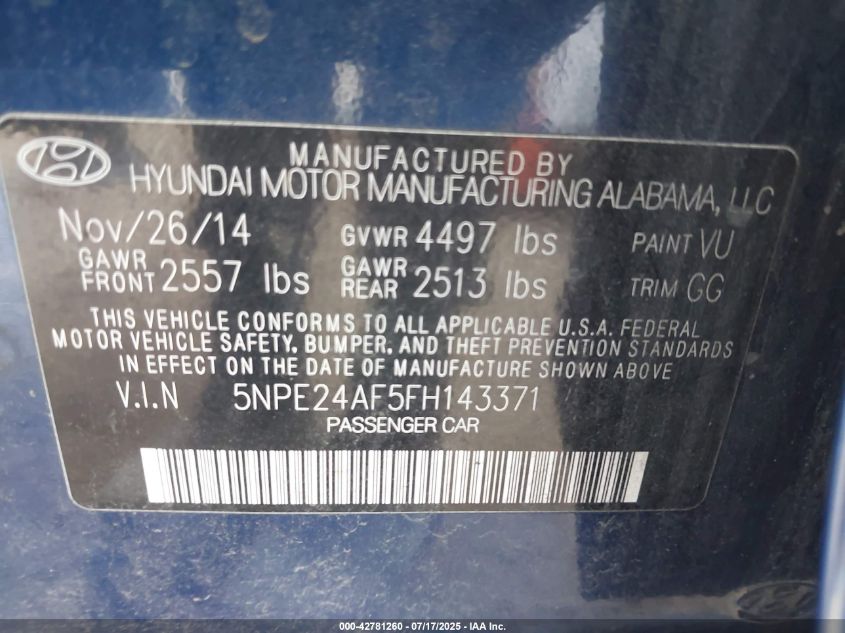 MANUFACTURED BY
HYUNDAI MOTOR MANUFACTURING ALABAMA, LLC
Nov/26/14 GVWR 4497 lbs PAINT VU
GAWR FRONT 2557 lbs GAWR REAR 2513 lbs TRIM GG
THIS VEHICLE CONFORMS TO ALL APPLICABLE U.S.A. FEDERAL
MOTOR VEHICLE SAFETY, BUMPER, AND THEFT PREVENTION STANDARDS
IN EFFECT ON THE DATE OF MANUFACTURE SHOWN ABOVE.
V.I.N 5NPE24AF5FH143371
PASSENGER CAR
000-42781260 - 07/17/2025 - IAA Inc.